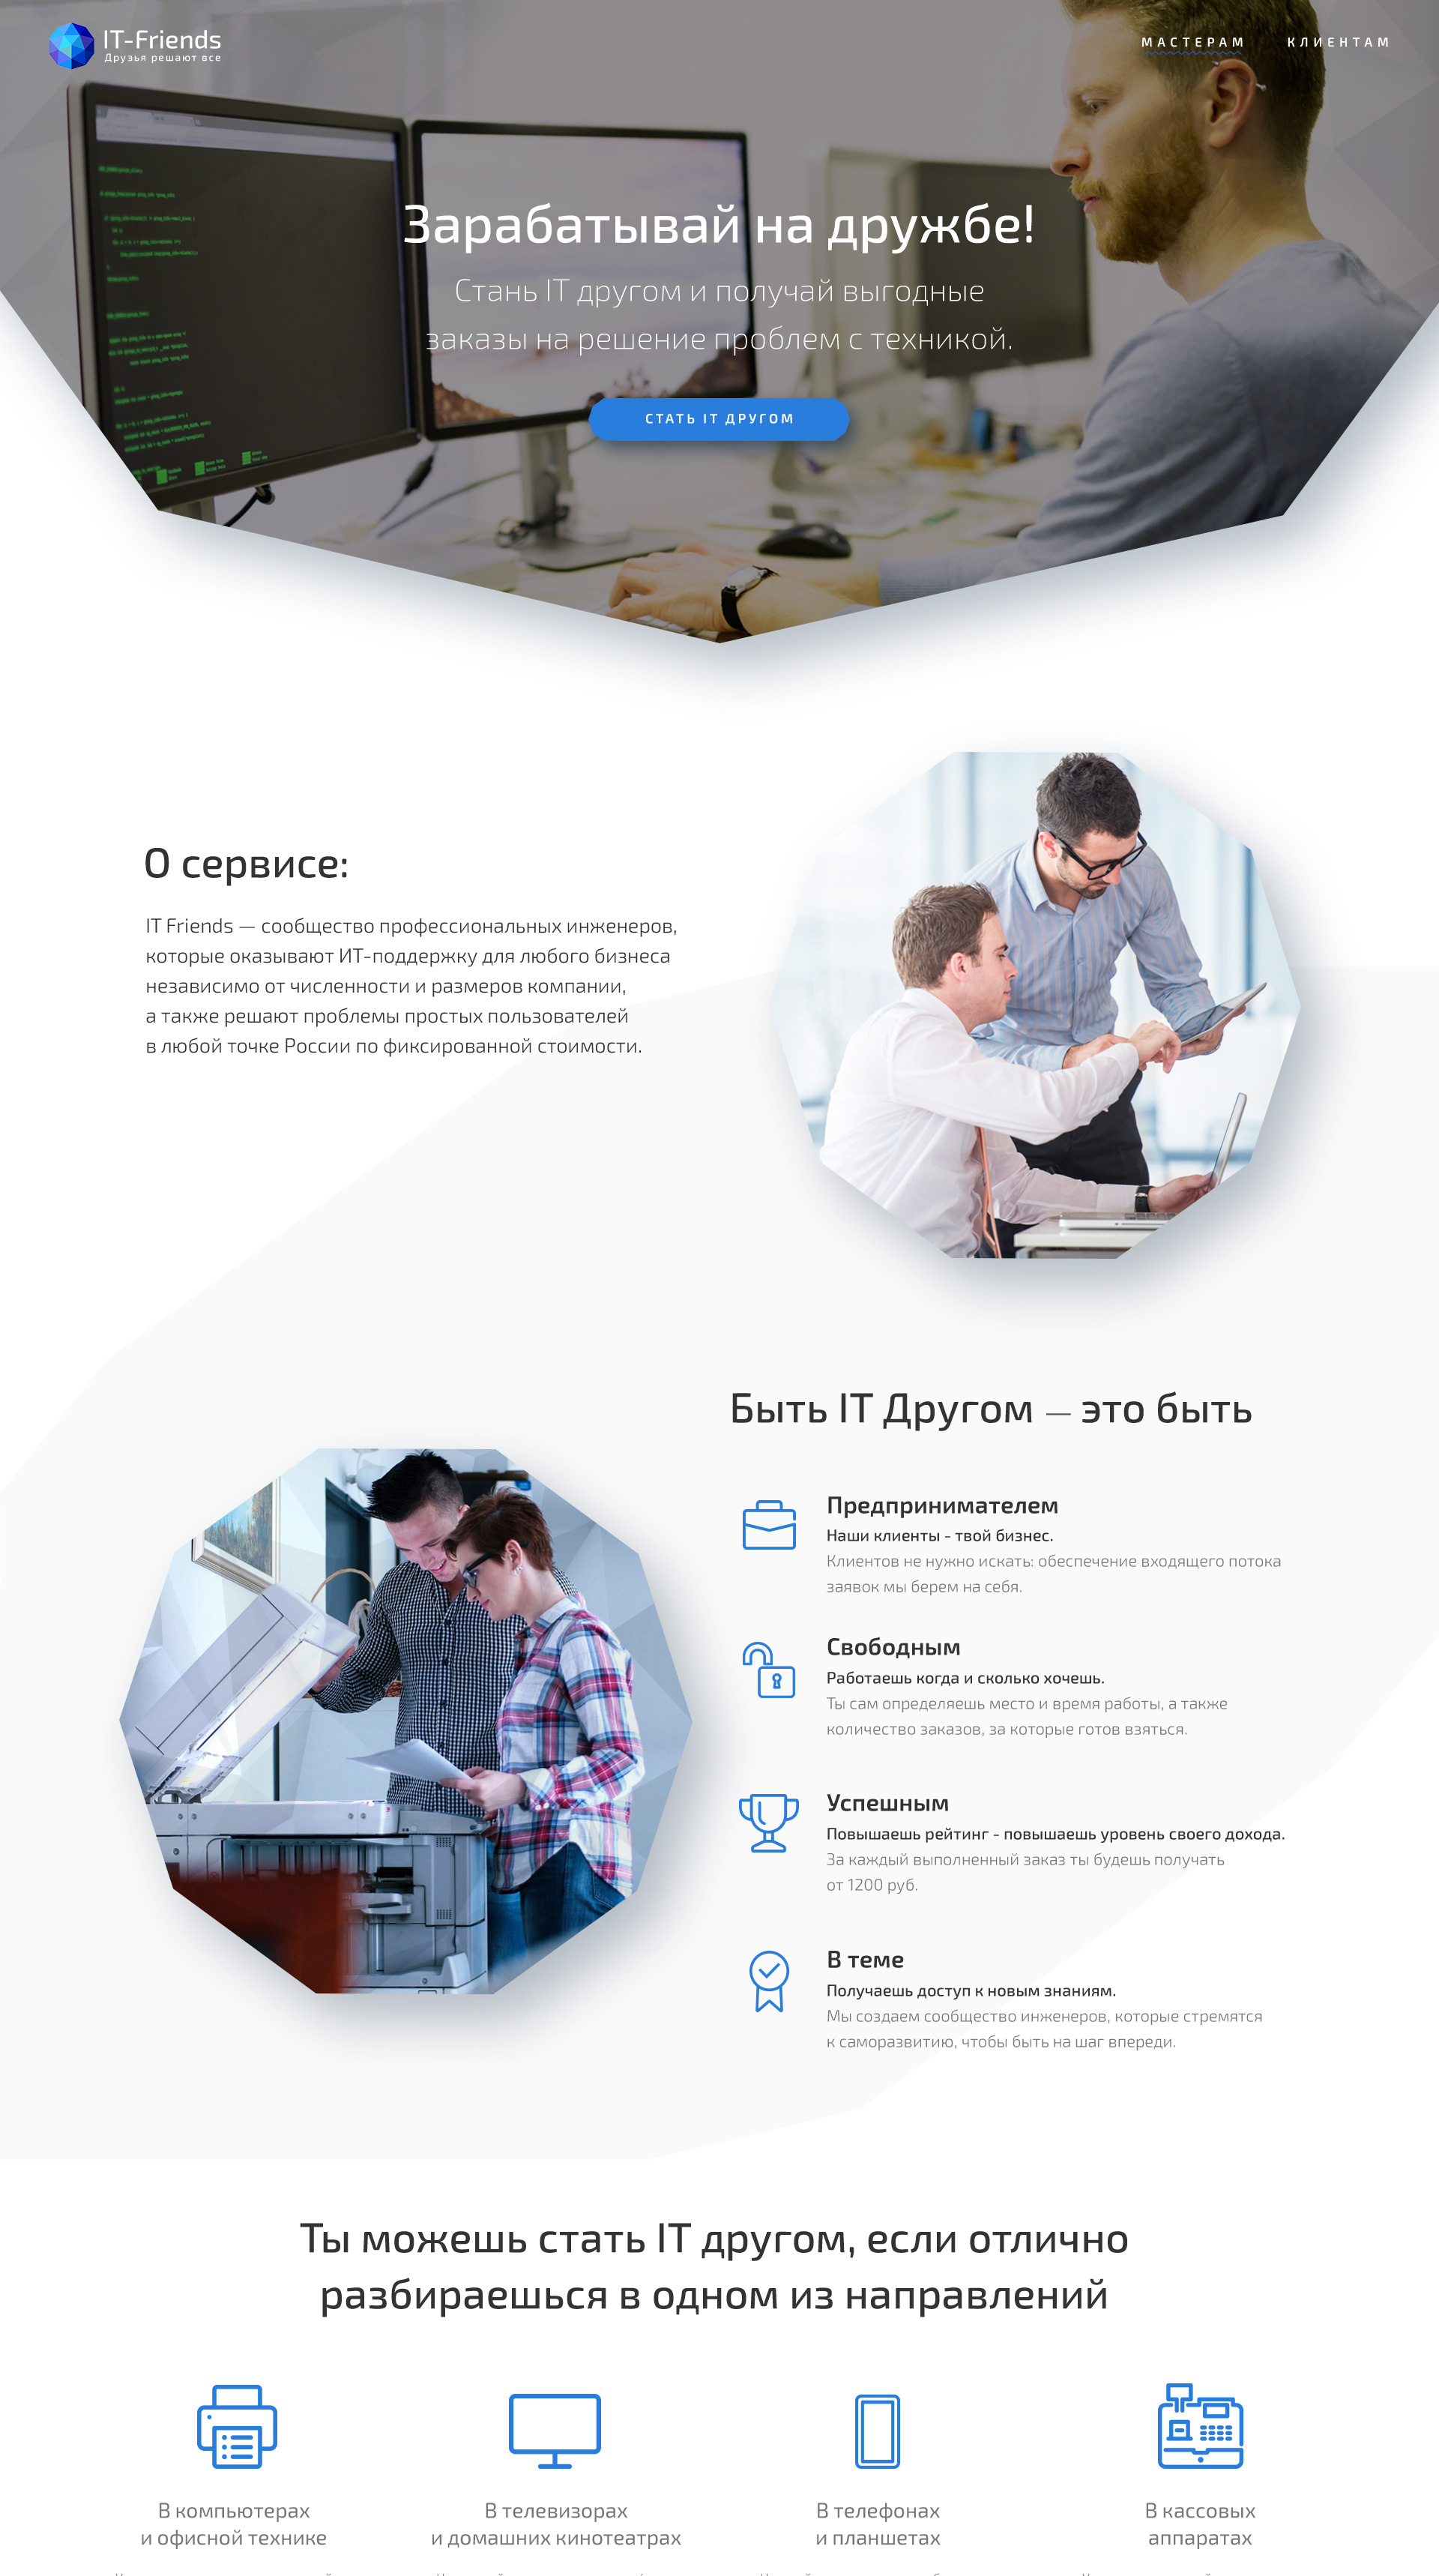 IT-Friends
Друзья решают все
МАСТЕРАМ
КЛИЕНТАМ
Зарабатывай на дружбе!
Стань IT другом и получай выгодные
заказы на решение проблем с техникой.
СТАТЬ IT ДРУГОМ
О сервисе:
IT Friends — сообщество профессиональных инженеров,
которые оказывают ИТ-поддержку для любого бизнеса
независимо от численности и размеров компании,
а также решают проблемы простых пользователей
в любой точке России по фиксированной стоимости.
Быть IT Другом — это быть
Предпринимателем
Наши клиенты - твой бизнес.
Клиентов не нужно искать: обеспечение входящего потока
заявок мы берем на себя.
Свободным
Работаешь когда и сколько хочешь.
Ты сам определяешь место и время работы, а также
количество заказов, за которые готов взяться.
Успешным
Повышаешь рейтинг - повышаешь уровень своего дохода.
За каждый выполненный заказ ты будешь получать
от 1200 руб.
В теме
Получаешь доступ к новым знаниям.
Мы создаем сообщество инженеров, которые стремятся
к саморазвитию, чтобы быть на шаг впереди.
Ты можешь стать IT другом, если отлично
разбираешься в одном из направлений
В компьютерах
и офисной технике
В телевизорах
и домашних кинотеатрах
В телефонах
и планшетах
В кассовых
аппаратах